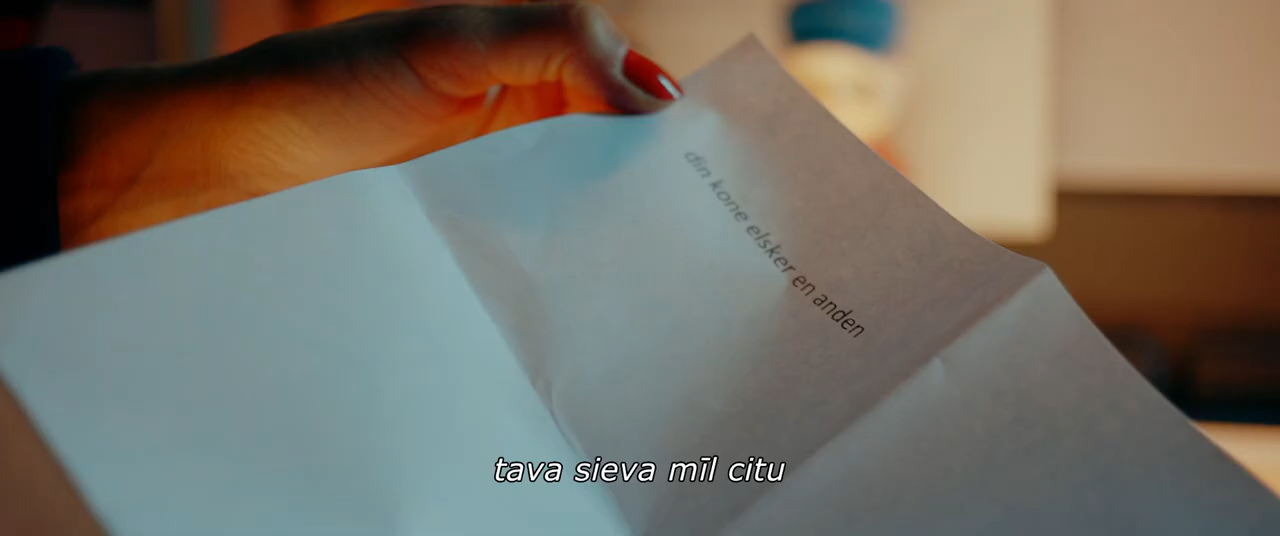 din kone elsker en anden
tava sieva mīl citu